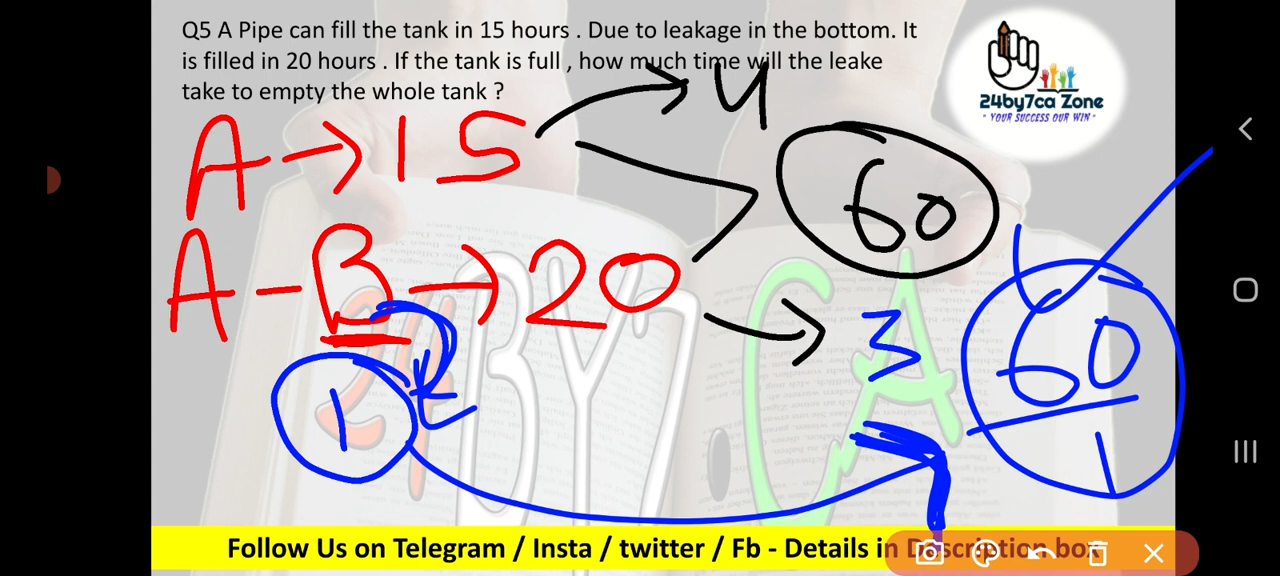 Q5 A Pipe can fill the tank in 15 hours . Due to leakage in the bottom. It
is filled in 20 hours . If the tank is full , how much time will the leake
take to empty the whole tank ?
24by7ca Zone
" YOUR SUCCESS OUR WIN "
A → 15 → 4
60
A - B → 20 → 3
60
1
1
24BY7.CA
Follow Us on Telegram / Insta / twitter / Fb - Details in Description box